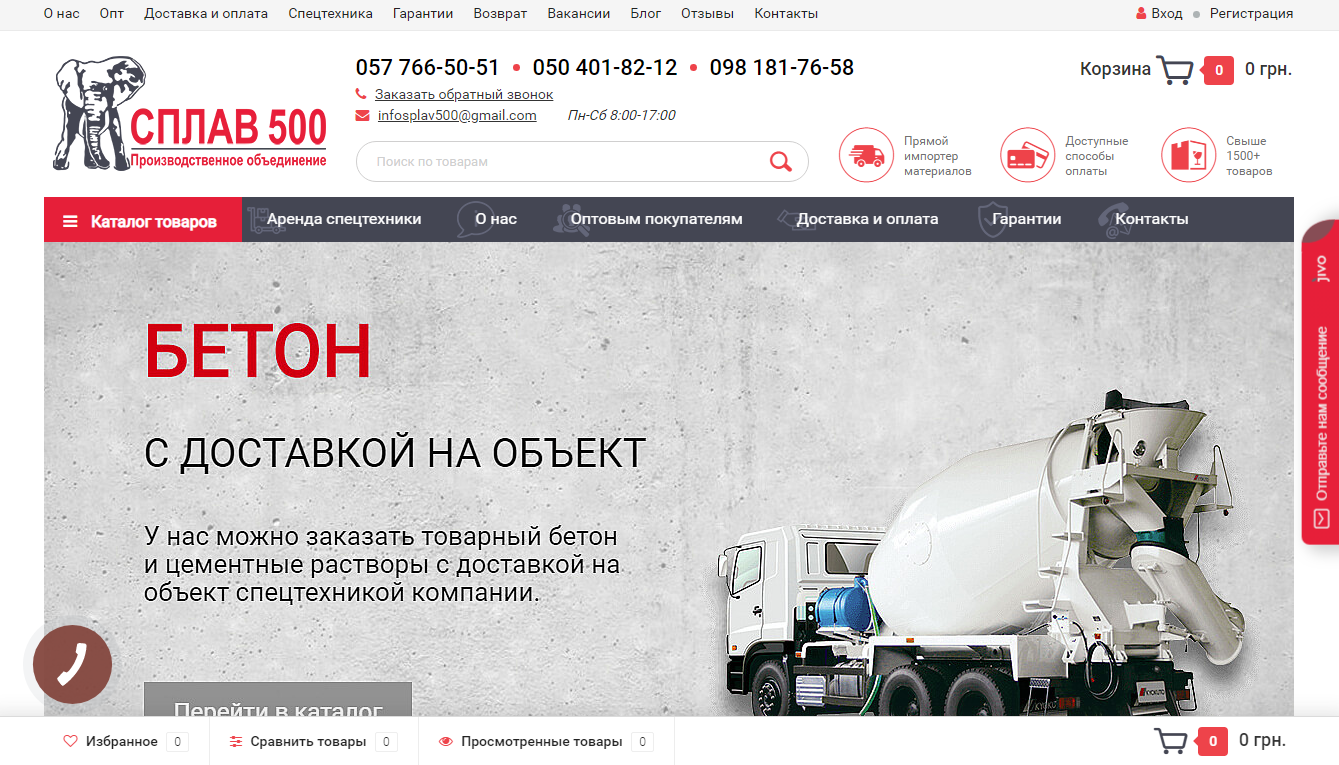 О нас Опт Доставка и оплата Спецтехника Гарантии Возврат Вакансии Блог Отзывы Контакты Вход Регистрация
057 766-50-51 050 401-82-12 098 181-76-58
Корзина 0 0 грн.
Заказать обратный звонок
infosplav500@gmail.com Пн-Сб 8:00-17:00
СПЛАВ 500
Производственное объединение
Поиск по товарам
Прямой
импортер
материалов
Доступные
способы
оплаты
Свыше
1500+
товаров
Каталог товаров Аренда спецтехники О нас Оптовым покупателям Доставка и оплата Гарантии Контакты
БЕТОН
С ДОСТАВКОЙ НА ОБЪЕКТ
У нас можно заказать товарный бетон
и цементные растворы с доставкой на
объект спецтехникой компании.
Перейти в каталог
KYOKUTO
jivo
Отправьте нам сообщение
Избранное 0 Сравнить товары 0 Просмотренные товары 0 0 0 грн.